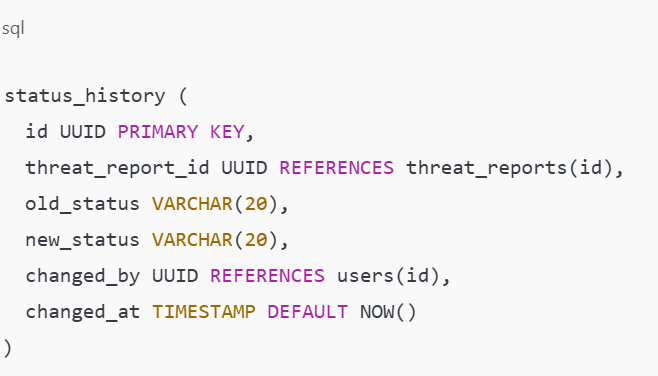 sql
status_history (
  id UUID PRIMARY KEY,
  threat_report_id UUID REFERENCES threat_reports(id),
  old_status VARCHAR(20),
  new_status VARCHAR(20),
  changed_by UUID REFERENCES users(id),
  changed_at TIMESTAMP DEFAULT NOW()
)